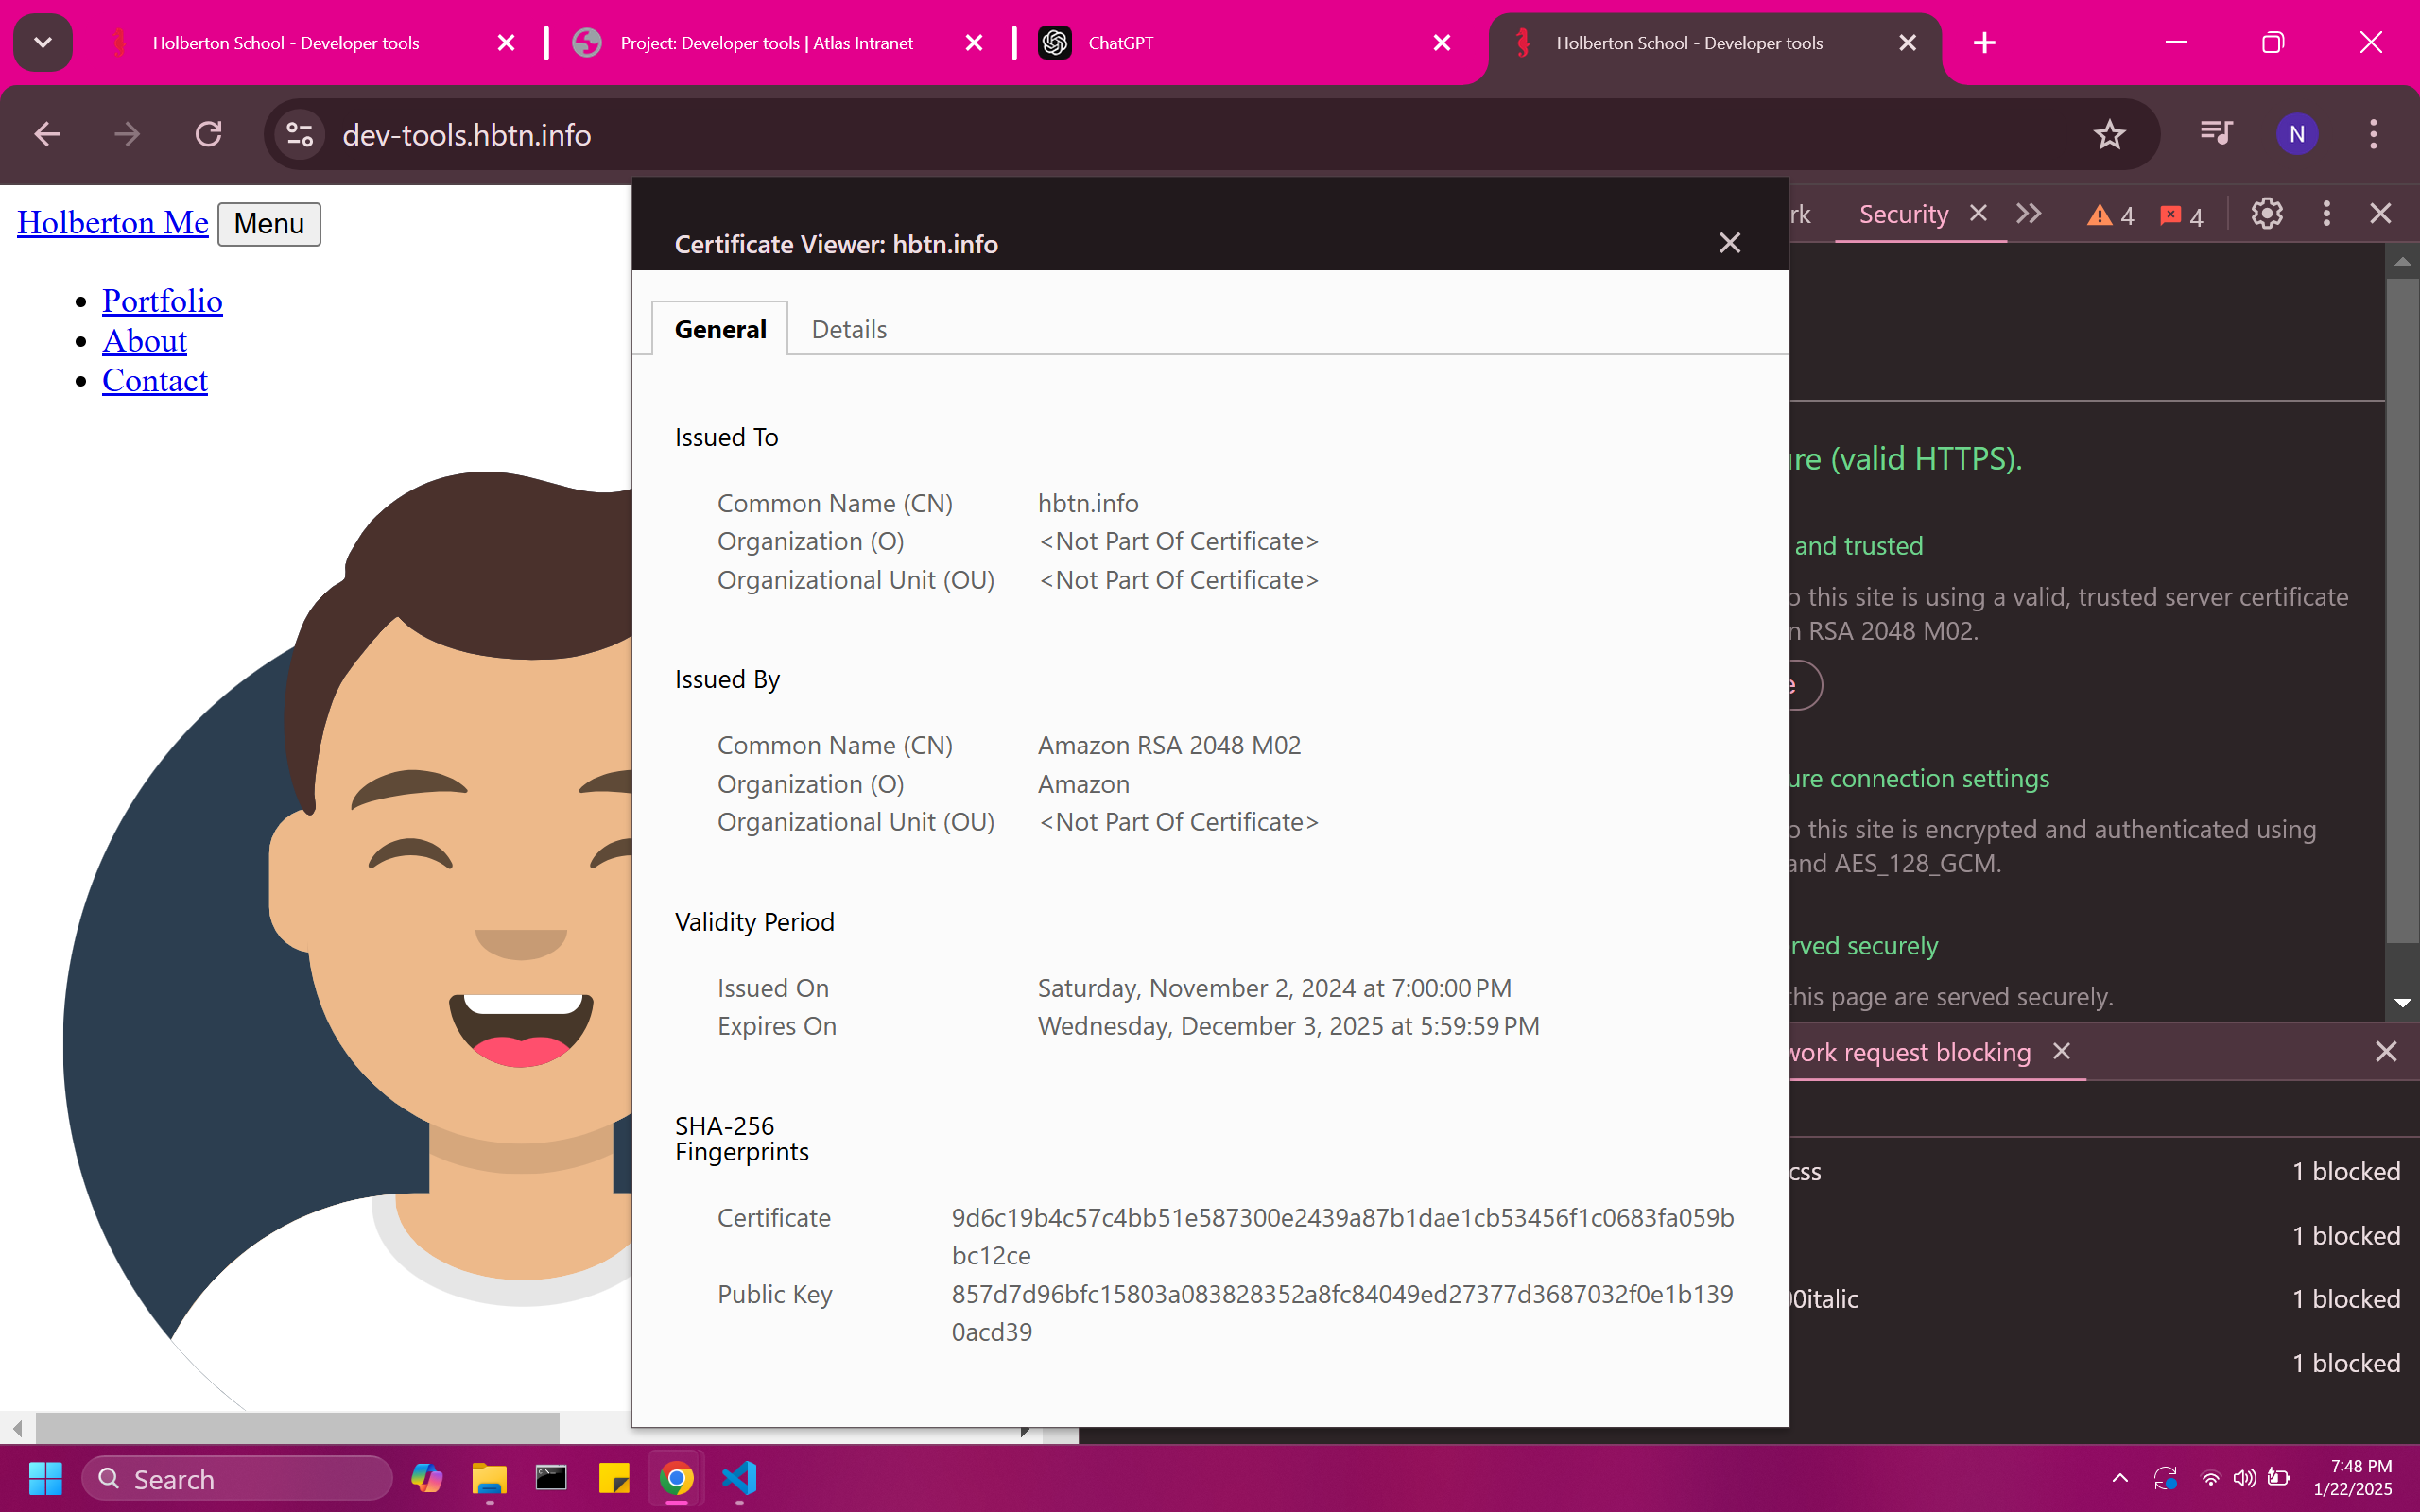 Holberton School - Developer tools
Project: Developer tools | Atlas Intranet
ChatGPT
Holberton School - Developer tools
dev-tools.hbtn.info
N
Holberton Me Menu
Portfolio
About
Contact
Certificate Viewer: hbtn.info
General Details
Issued To
Common Name (CN) hbtn.info
Organization (O) <Not Part Of Certificate>
Organizational Unit (OU) <Not Part Of Certificate>
Issued By
Common Name (CN) Amazon RSA 2048 M02
Organization (O) Amazon
Organizational Unit (OU) <Not Part Of Certificate>
Validity Period
Issued On Saturday, November 2, 2024 at 7:00:00 PM
Expires On Wednesday, December 3, 2025 at 5:59:59 PM
SHA-256
Fingerprints
Certificate 9d6c19b4c57c4bb51e587300e2439a87b1dae1cb53456f1c0683fa059b
bc12ce
Public Key 857d7d96bfc15803a083828352a8fc84049ed27377d3687032f0e1b139
0acd39
rk Security 4 4
re (valid HTTPS).
and trusted
o this site is using a valid, trusted server certificate
n RSA 2048 M02.
e
ure connection settings
o this site is encrypted and authenticated using
and AES_128_GCM.
rved securely
this page are served securely.
work request blocking
css 1 blocked
1 blocked
00italic 1 blocked
1 blocked
Search
7:48 PM
1/22/2025